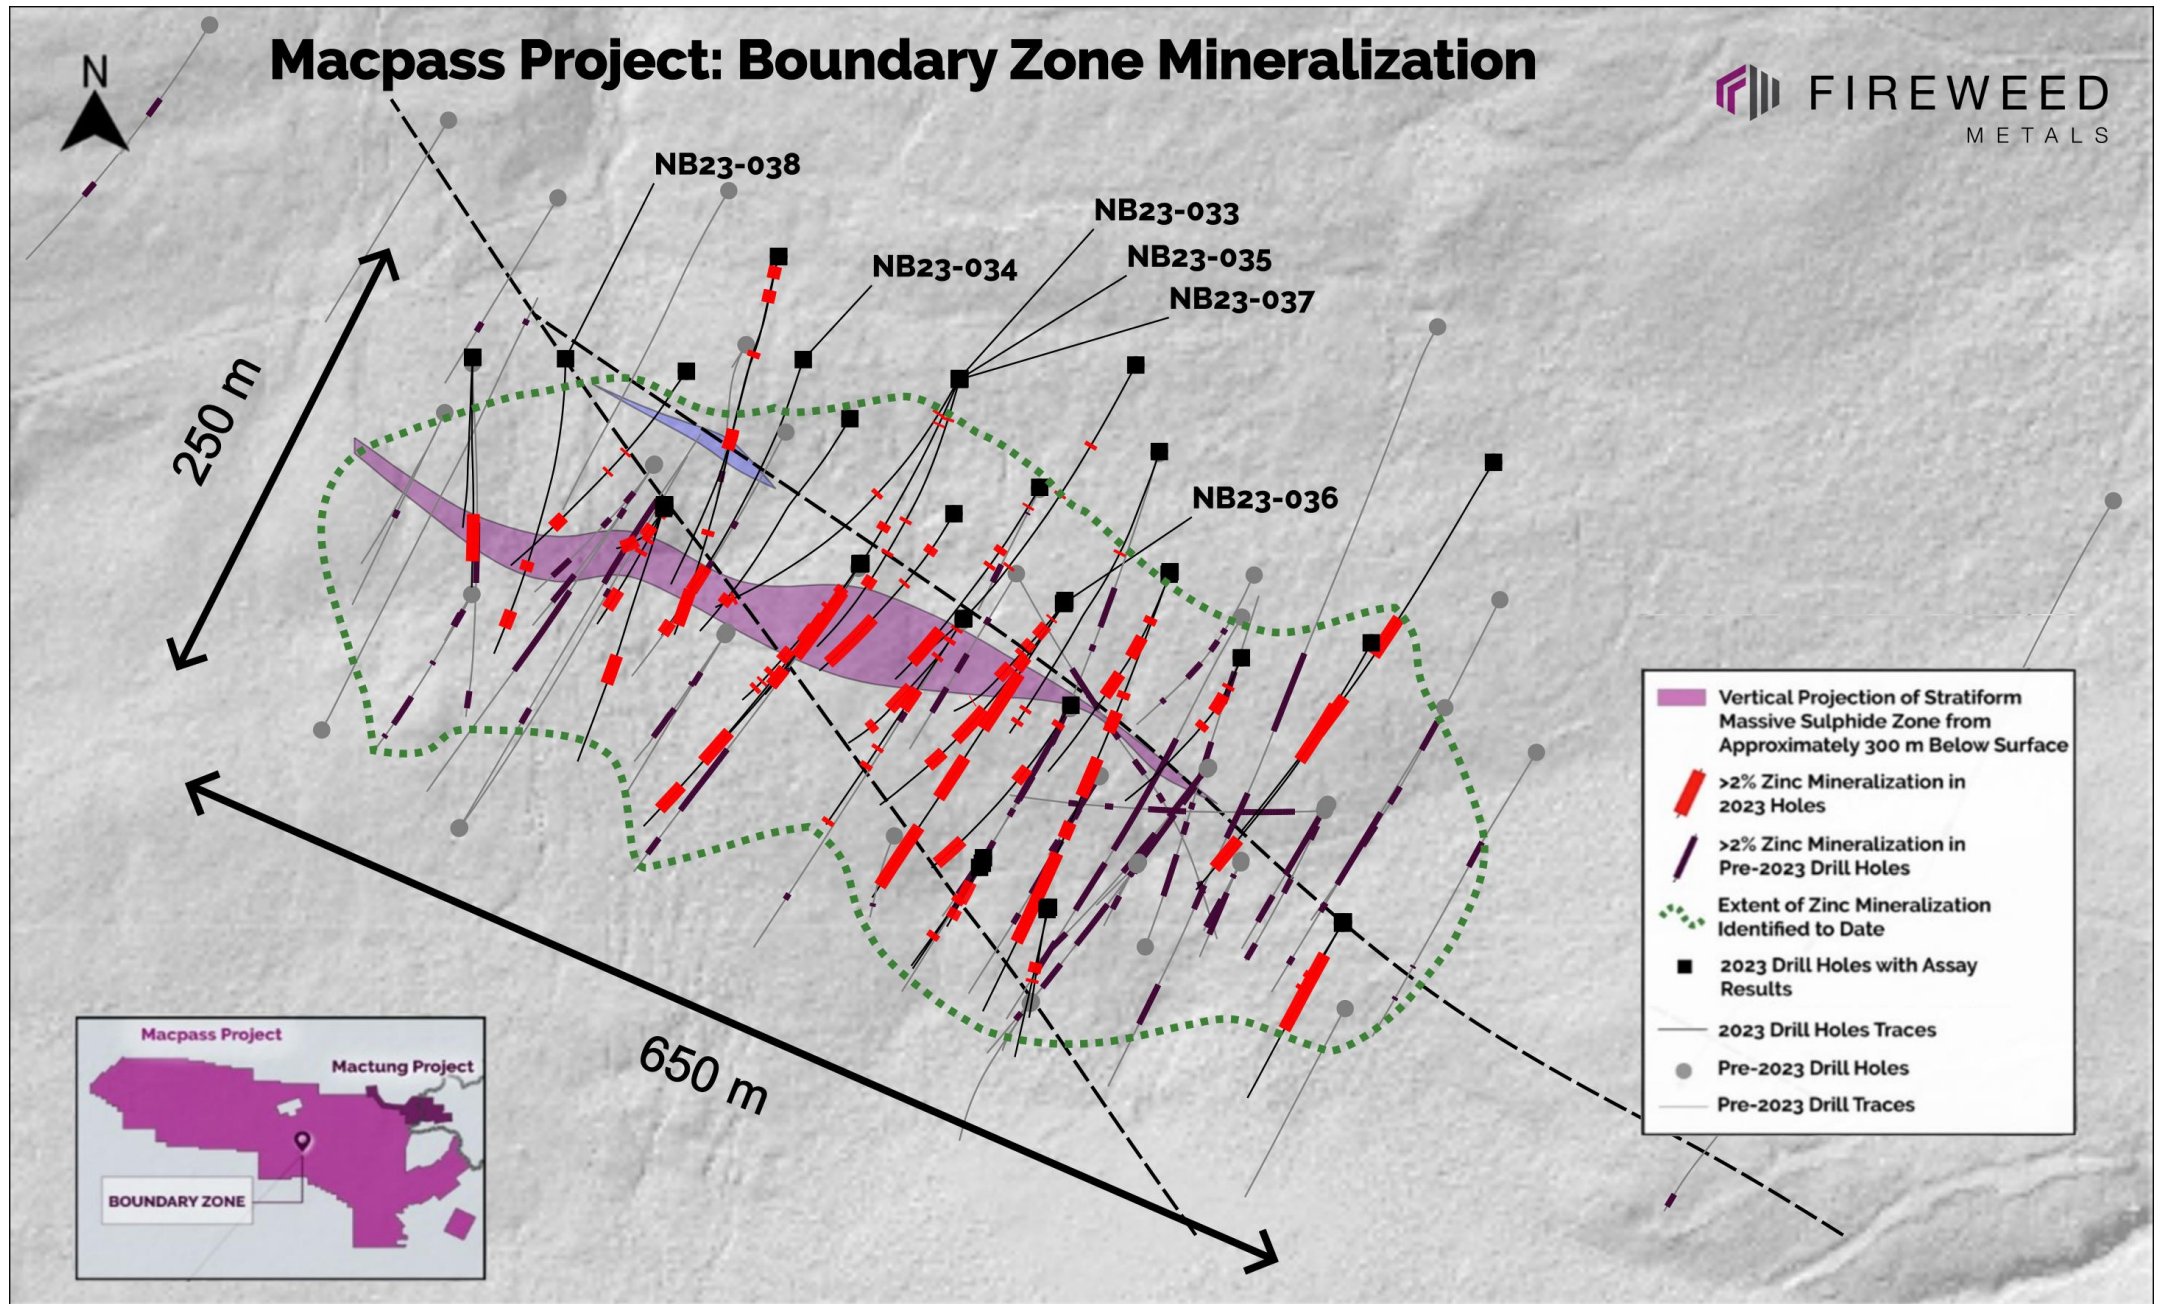 N
Macpass Project: Boundary Zone Mineralization
FIREWEED
METALS
NB23-038
NB23-033
NB23-034
NB23-035
NB23-037
250 m
NB23-036
650 m
Vertical Projection of Stratiform
Massive Sulphide Zone from
Approximately 300 m Below Surface
>2% Zinc Mineralization in
2023 Holes
>2% Zinc Mineralization in
Pre-2023 Drill Holes
Extent of Zinc Mineralization
Identified to Date
2023 Drill Holes with Assay
Results
2023 Drill Holes Traces
Pre-2023 Drill Holes
Pre-2023 Drill Traces
Macpass Project
Mactung Project
BOUNDARY ZONE